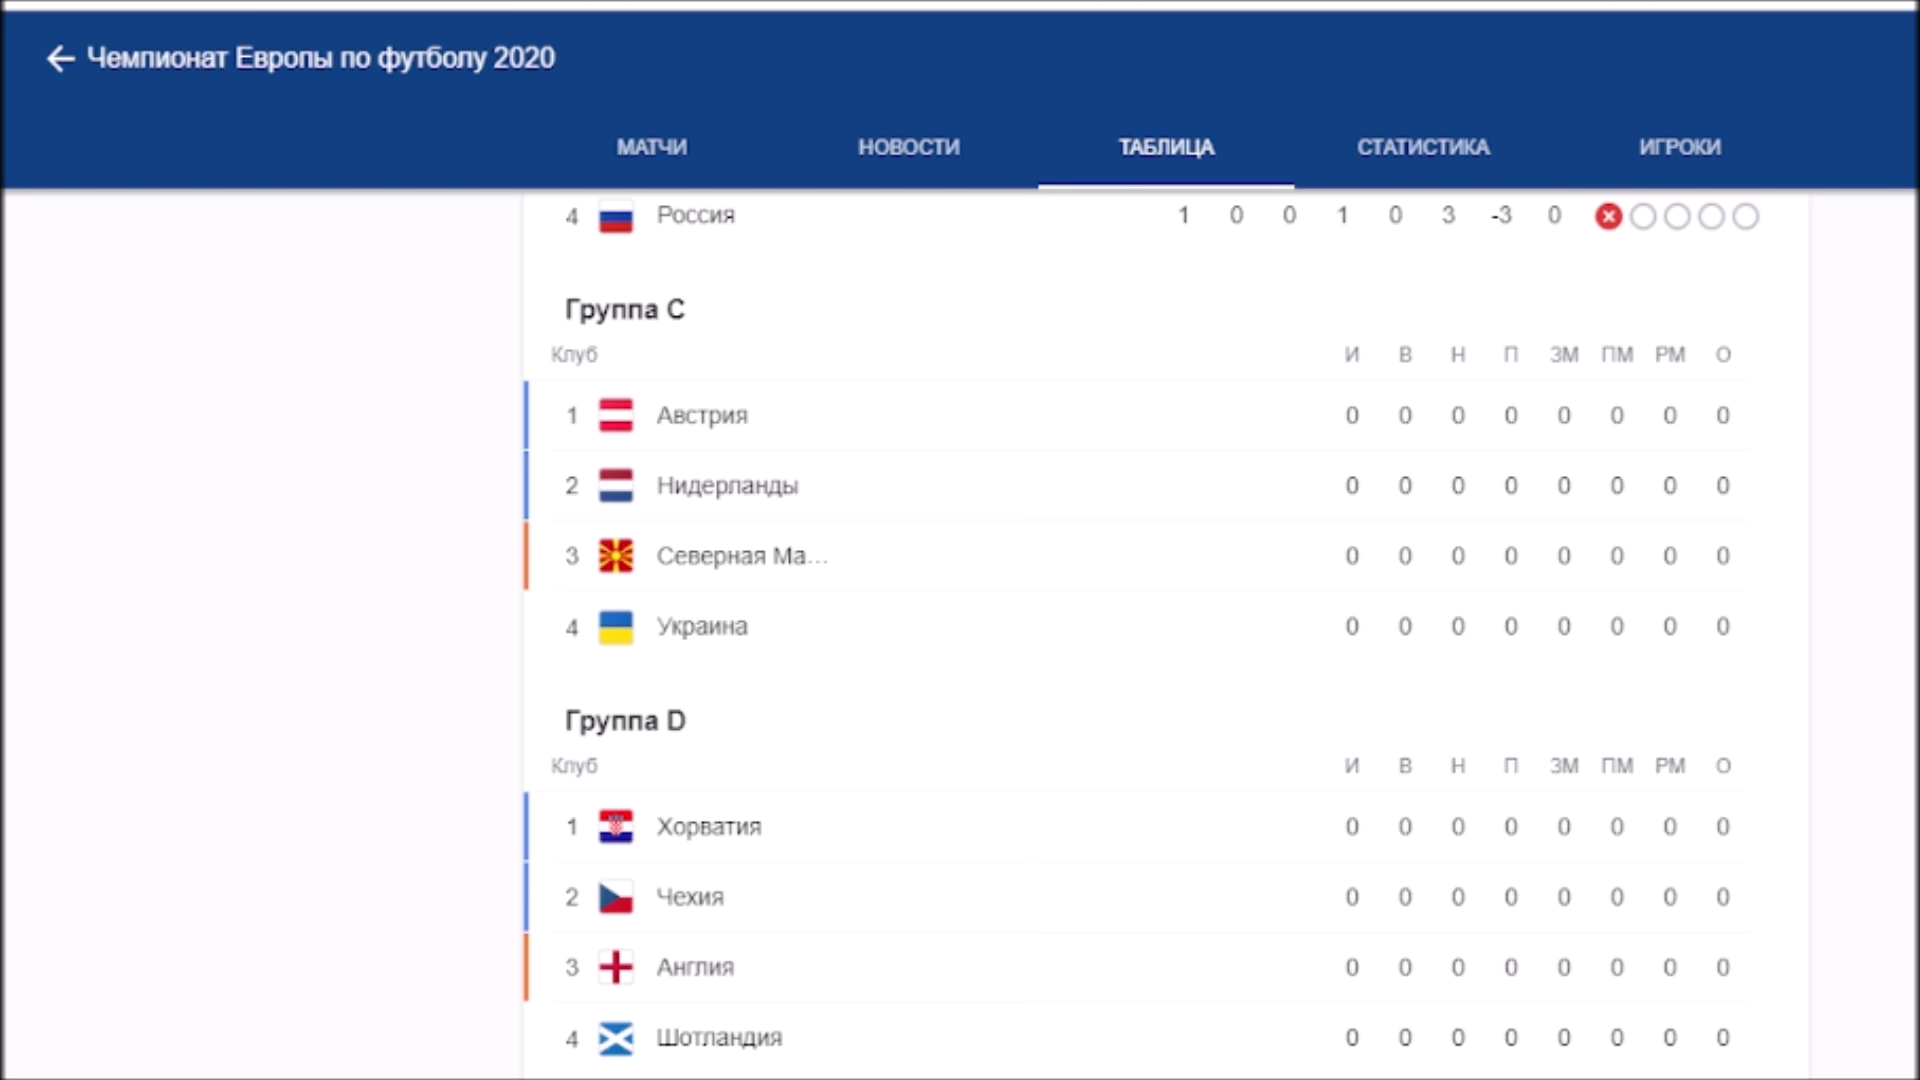 Чемпионат Европы по футболу 2020
МАТЧИ НОВОСТИ ТАБЛИЦА СТАТИСТИКА ИГРОКИ
4 Россия 1 0 0 1 0 3 -3 0
Группа C
Клуб И В Н П ЗМ ПМ РМ О
1 Австрия 0 0 0 0 0 0 0 0
2 Нидерланды 0 0 0 0 0 0 0 0
3 Северная Ма... 0 0 0 0 0 0 0 0
4 Украина 0 0 0 0 0 0 0 0
Группа D
Клуб И В Н П ЗМ ПМ РМ О
1 Хорватия 0 0 0 0 0 0 0 0
2 Чехия 0 0 0 0 0 0 0 0
3 Англия 0 0 0 0 0 0 0 0
4 Шотландия 0 0 0 0 0 0 0 0